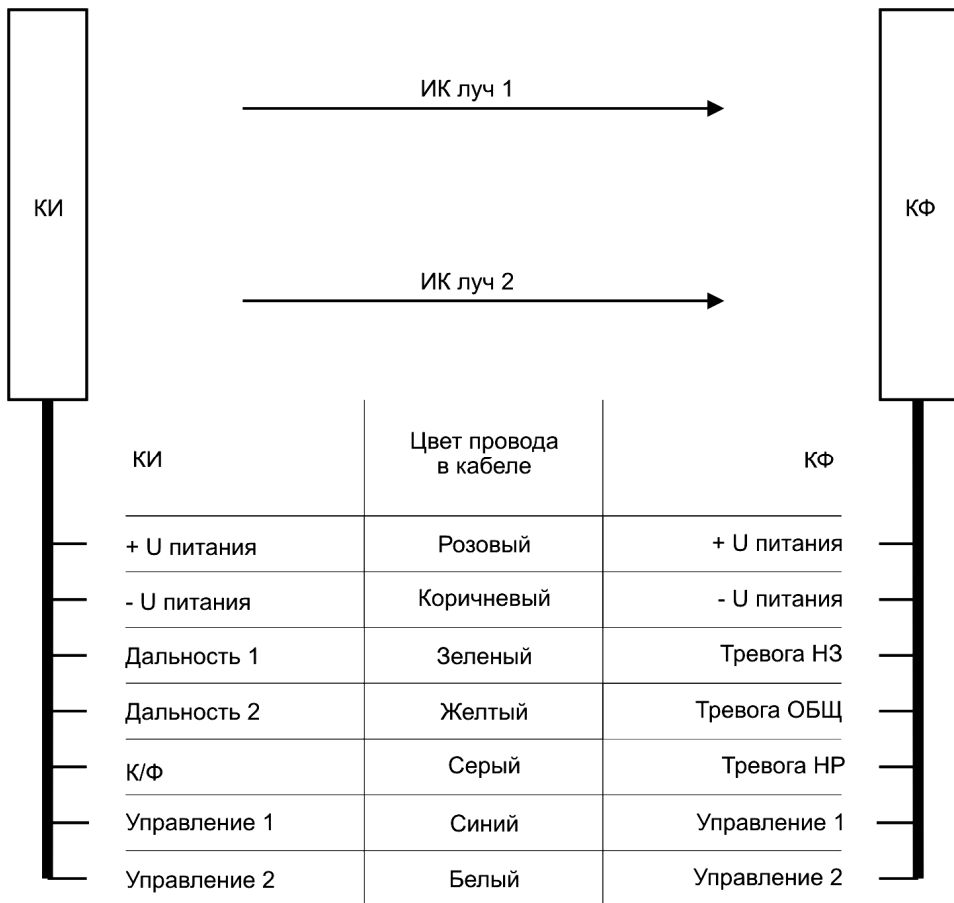 ИК луч 1
КИ
КФ
ИК луч 2
КИ
Цвет провода
в кабеле
КФ
+ U питания Розовый + U питания
- U питания Коричневый - U питания
Дальность 1 Зеленый Тревога НЗ
Дальность 2 Желтый Тревога ОБЩ
К/Ф Серый Тревога НР
Управление 1 Синий Управление 1
Управление 2 Белый Управление 2